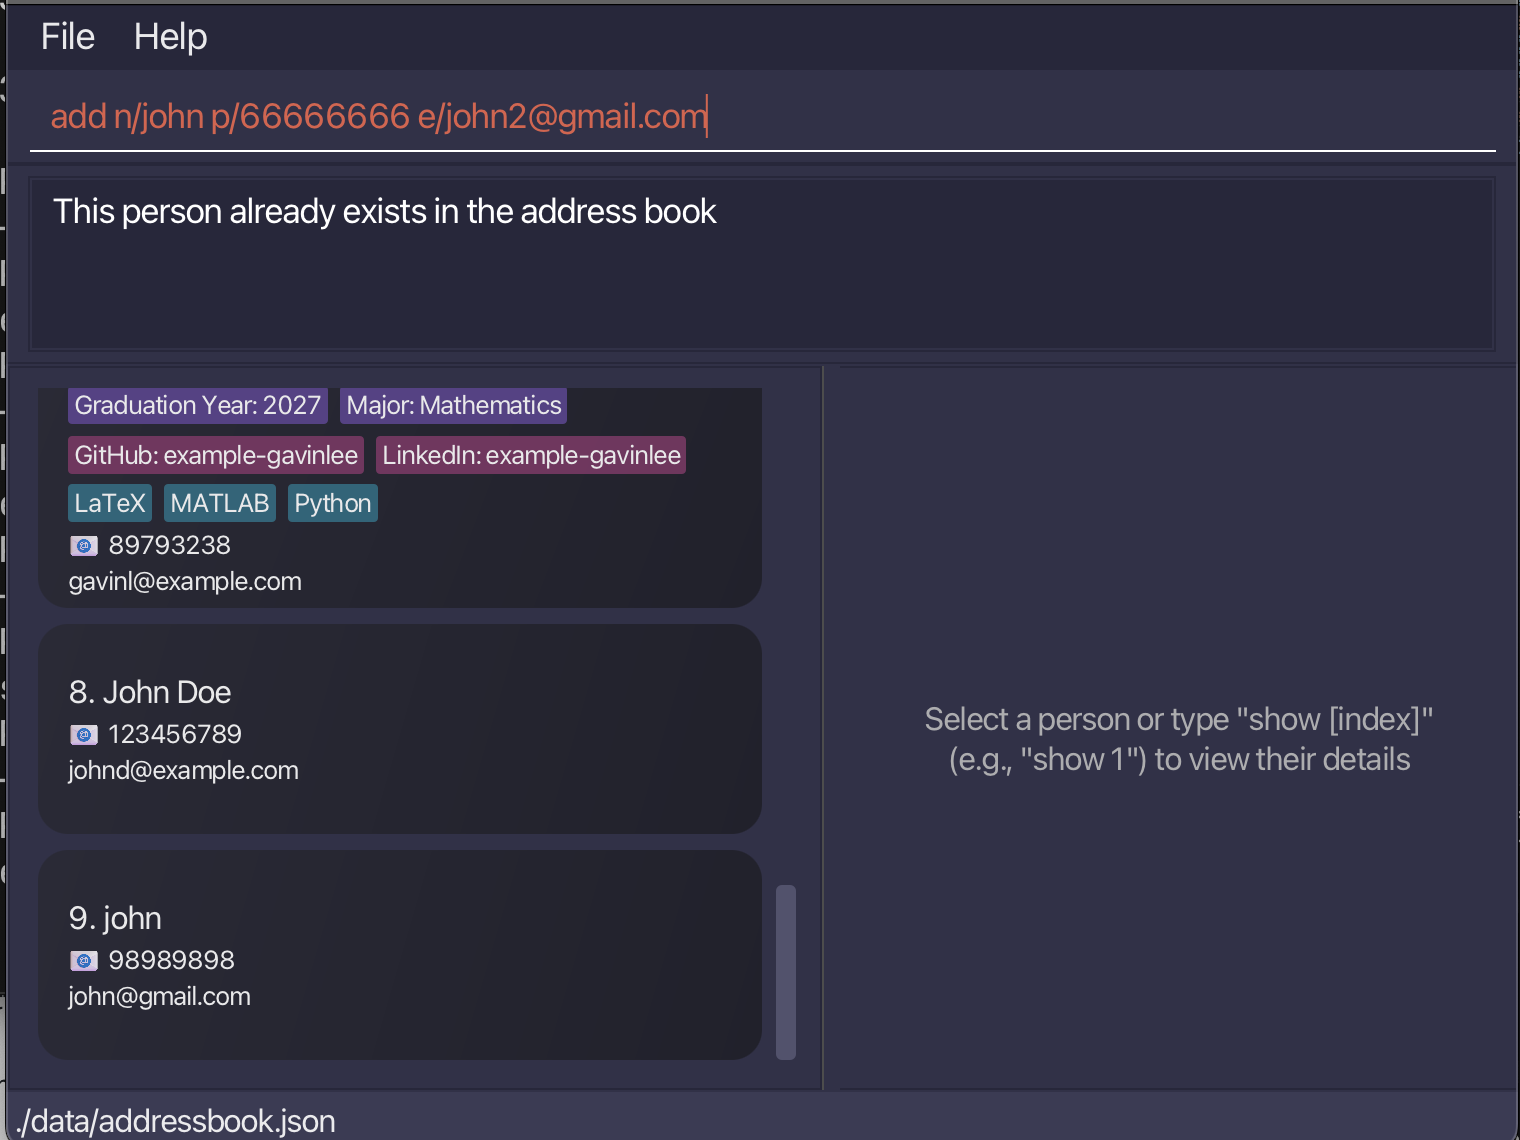 File Help
add n/john p/66666666 e/john2@gmail.com
This person already exists in the address book
Graduation Year: 2027 Major: Mathematics
GitHub: example-gavinlee LinkedIn: example-gavinlee
LaTeX MATLAB Python
89793238
gavinl@example.com
8. John Doe
123456789
johnd@example.com
9. john
98989898
john@gmail.com
Select a person or type "show [index]"
(e.g., "show 1") to view their details
./data/addressbook.json